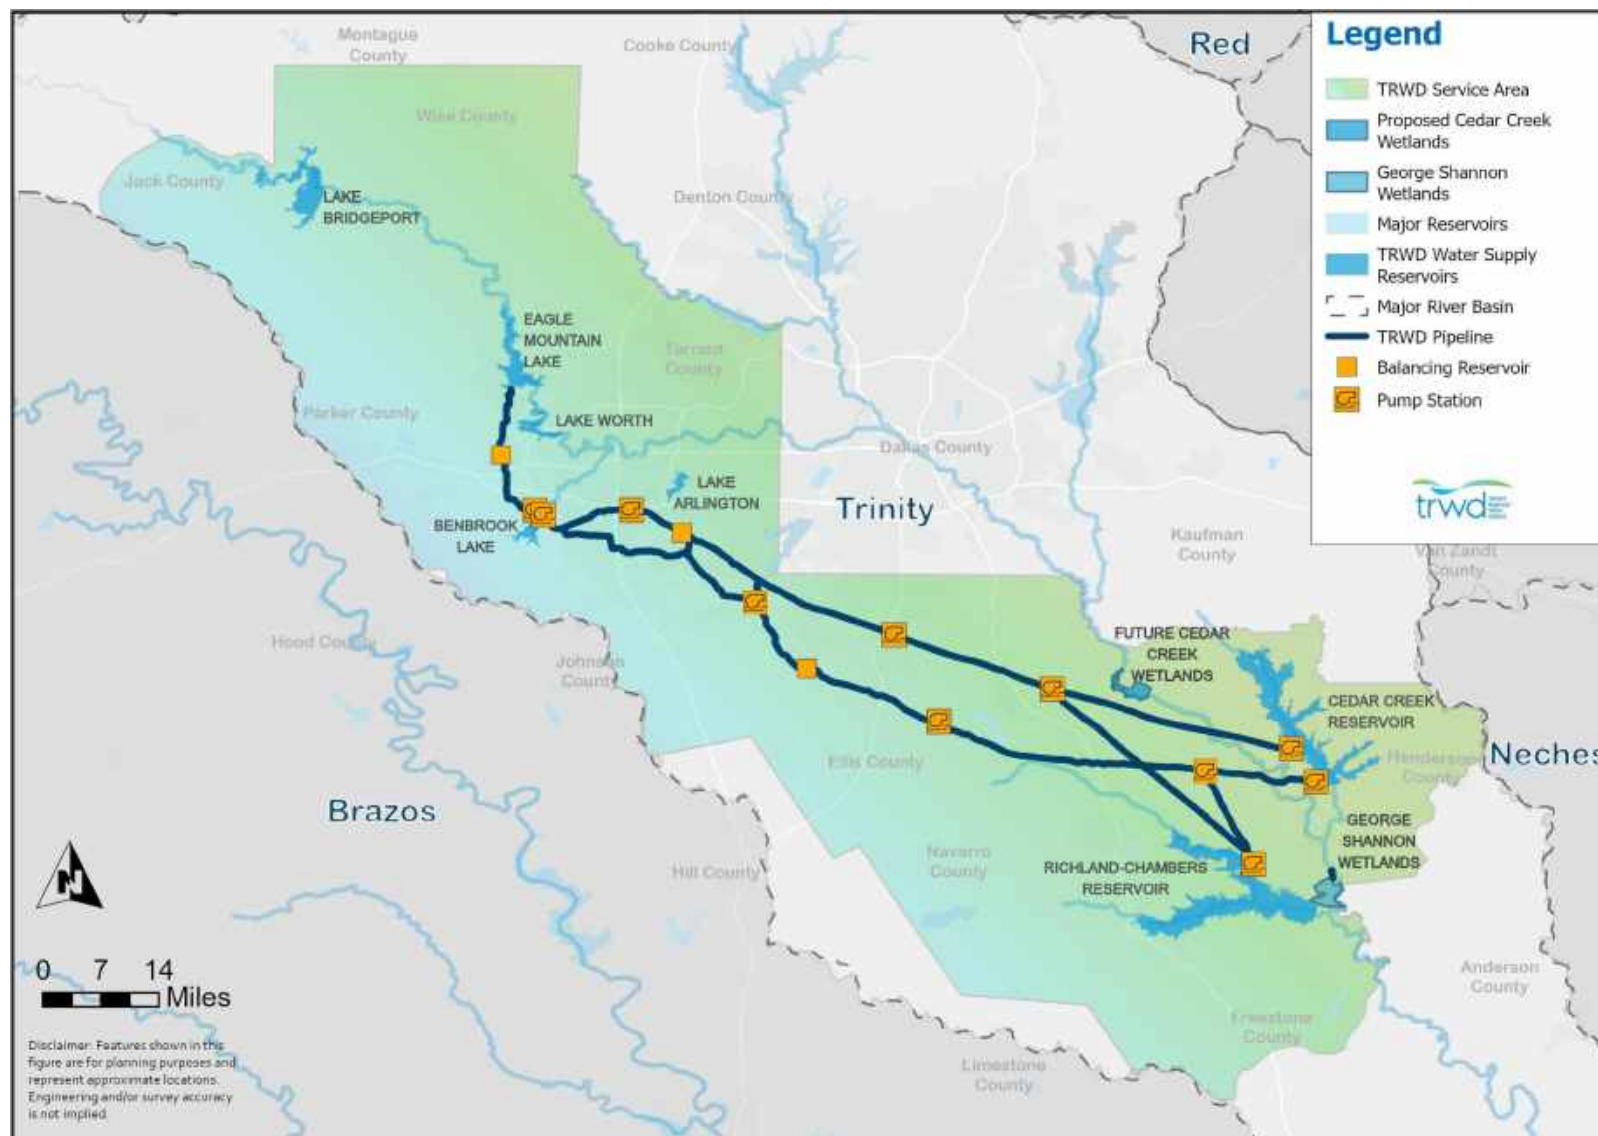 Montague
County
Cooke County
Red
Wise County
Jack County
LAKE
BRIDGEPORT
Denton County
EAGLE
MOUNTAIN
LAKE
Tarrant
County
Parker County
LAKE WORTH
Dallas County
LAKE
ARLINGTON
Trinity
BENBROOK
LAKE
Kaufman
County
Van Zandt
County
Hood County
Johnson
County
FUTURE CEDAR
CREEK
WETLANDS
CEDAR CREEK
RESERVOIR
Henderson
County
Neches
Ellis County
Brazos
GEORGE
SHANNON
WETLANDS
Navarro
County
Hill County
RICHLAND-CHAMBERS
RESERVOIR
Anderson
County
Freestone
County
Limestone
County
N
0 7 14
Miles
Disclaimer: Features shown in this
figure are for planning purposes and
represent approximate locations.
Engineering and/or survey accuracy
is not implied.
Legend
TRWD Service Area
Proposed Cedar Creek
Wetlands
George Shannon
Wetlands
Major Reservoirs
TRWD Water Supply
Reservoirs
Major River Basin
TRWD Pipeline
Balancing Reservoir
Pump Station
trwd